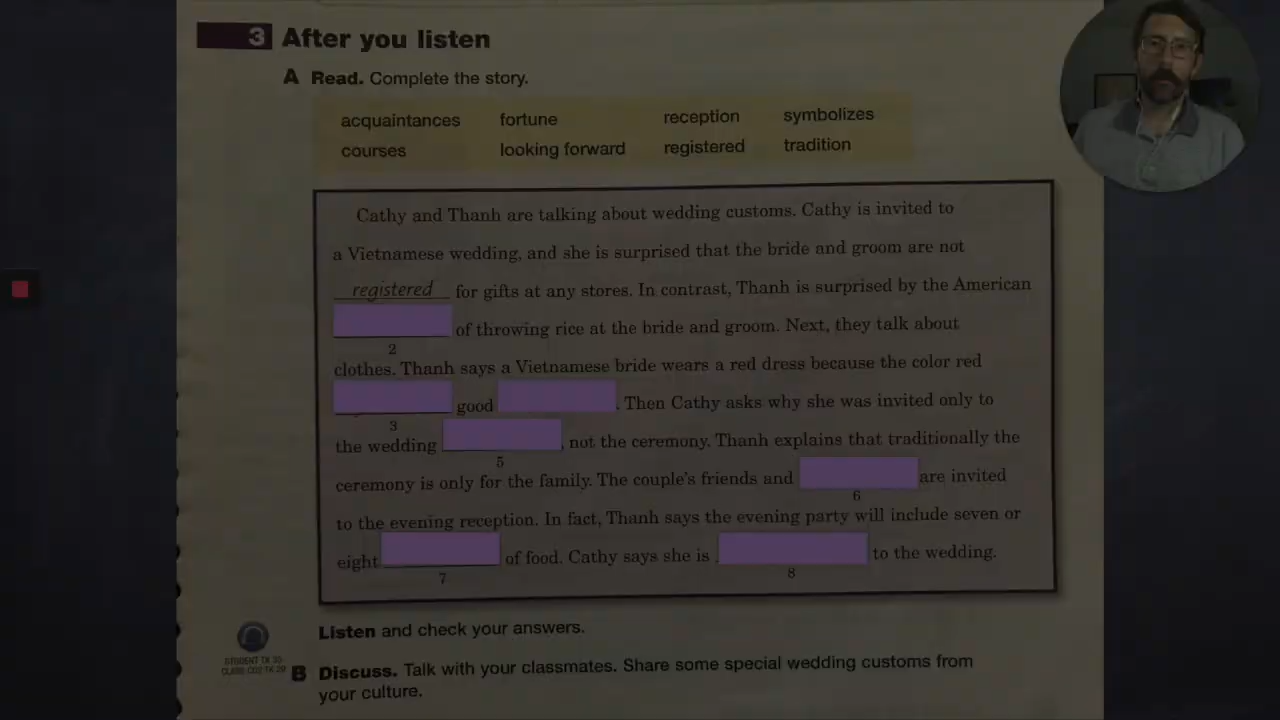 3 After you listen
A Read. Complete the story.
acquaintances fortune reception symbolizes
courses looking forward registered tradition
Cathy and Thanh are talking about wedding customs. Cathy is invited to
a Vietnamese wedding, and she is surprised that the bride and groom are not
registered for gifts at any stores. In contrast, Thanh is surprised by the American
of throwing rice at the bride and groom. Next, they talk about
2
clothes. Thanh says a Vietnamese bride wears a red dress because the color red
good . Then Cathy asks why she was invited only to
3
the wedding , not the ceremony. Thanh explains that traditionally the
5
ceremony is only for the family. The couple's friends and are invited
6
to the evening reception. In fact, Thanh says the evening party will include seven or
eight of food. Cathy says she is to the wedding.
7 8
Listen and check your answers.
STUDENT TK 30
CLASS CD2 TK 29
B Discuss. Talk with your classmates. Share some special wedding customs from
your culture.